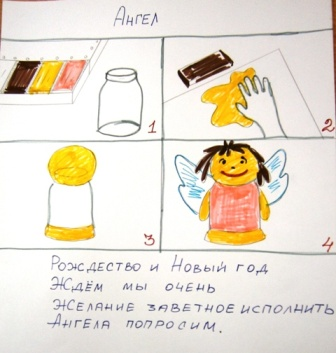 Ангел
1
2
3
4
Рождество и Новый год
Ждём мы очень
Желание заветное исполнить
Ангела попросим.